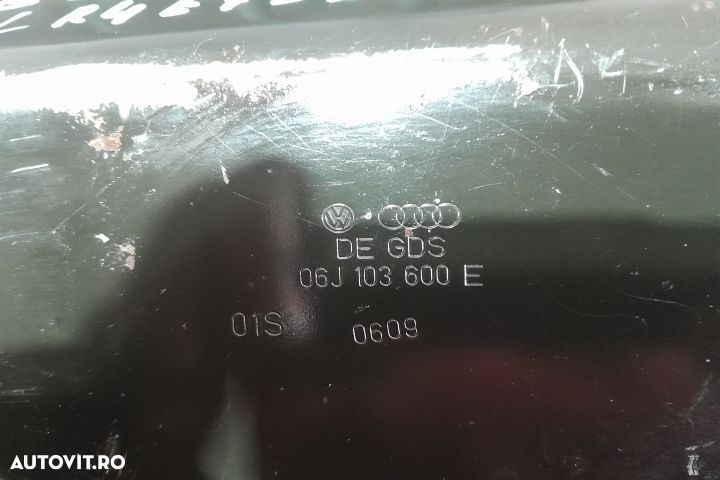 DE GDS
06J 103 600 E
01S 0609
AUTOVIT.RO